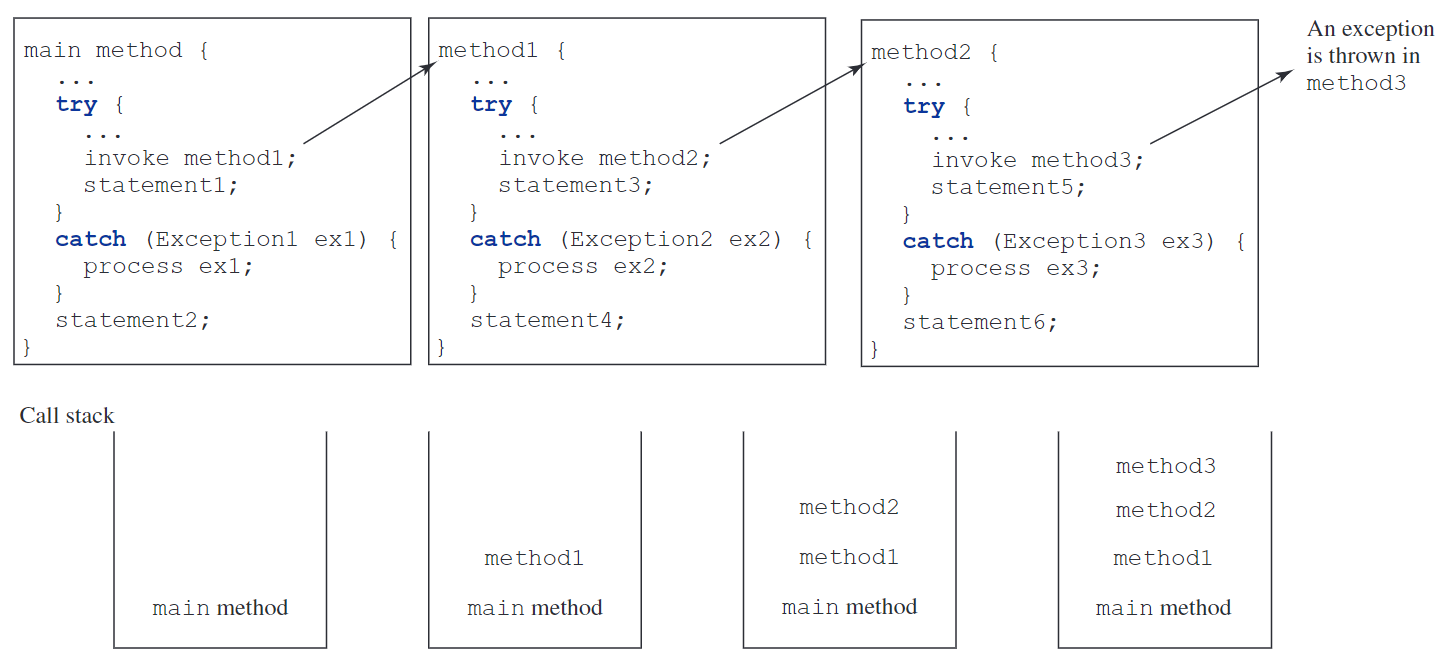 main method {
...
try {
...
invoke method1;
statement1;
}
catch (Exception1 ex1) {
process ex1;
}
statement2;
}
method1 {
...
try {
...
invoke method2;
statement3;
}
catch (Exception2 ex2) {
process ex2;
}
statement4;
}
method2 {
...
try {
...
invoke method3;
statement5;
}
catch (Exception3 ex3) {
process ex3;
}
statement6;
}
An exception
is thrown in
method3
Call stack
main method
method1
main method
method2
method1
main method
method3
method2
method1
main method